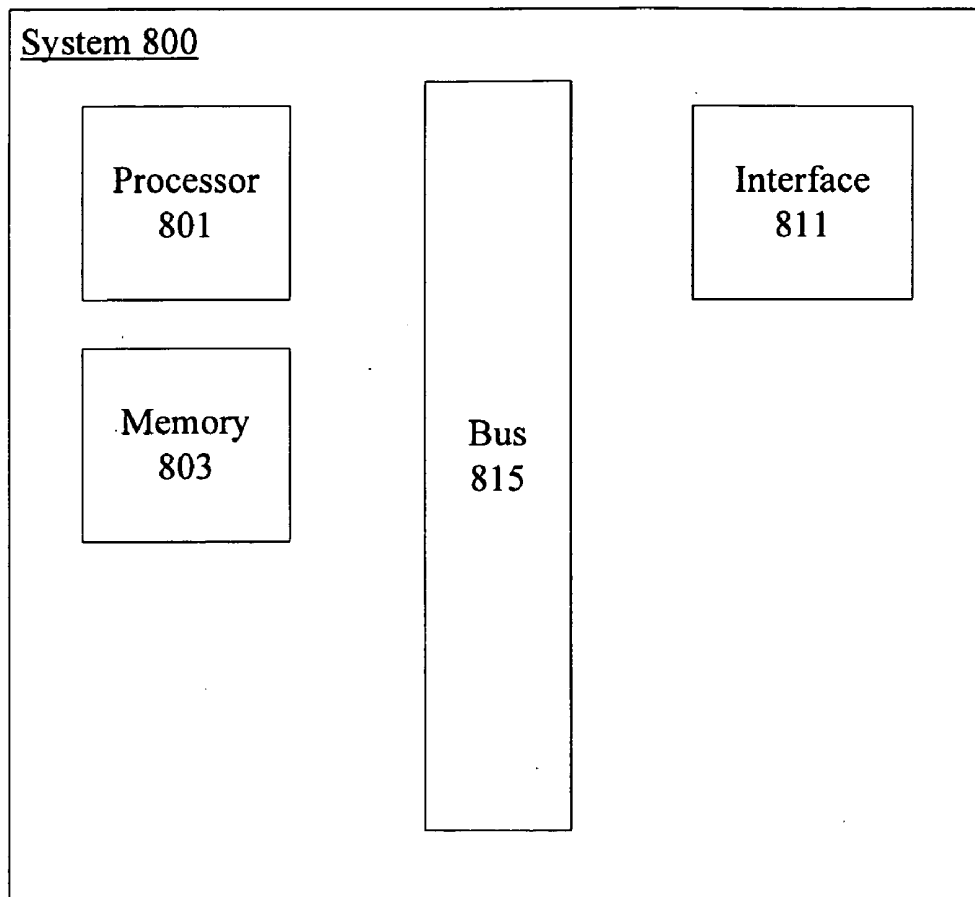 System 800
Processor
801
Interface
811
Memory
803
Bus
815